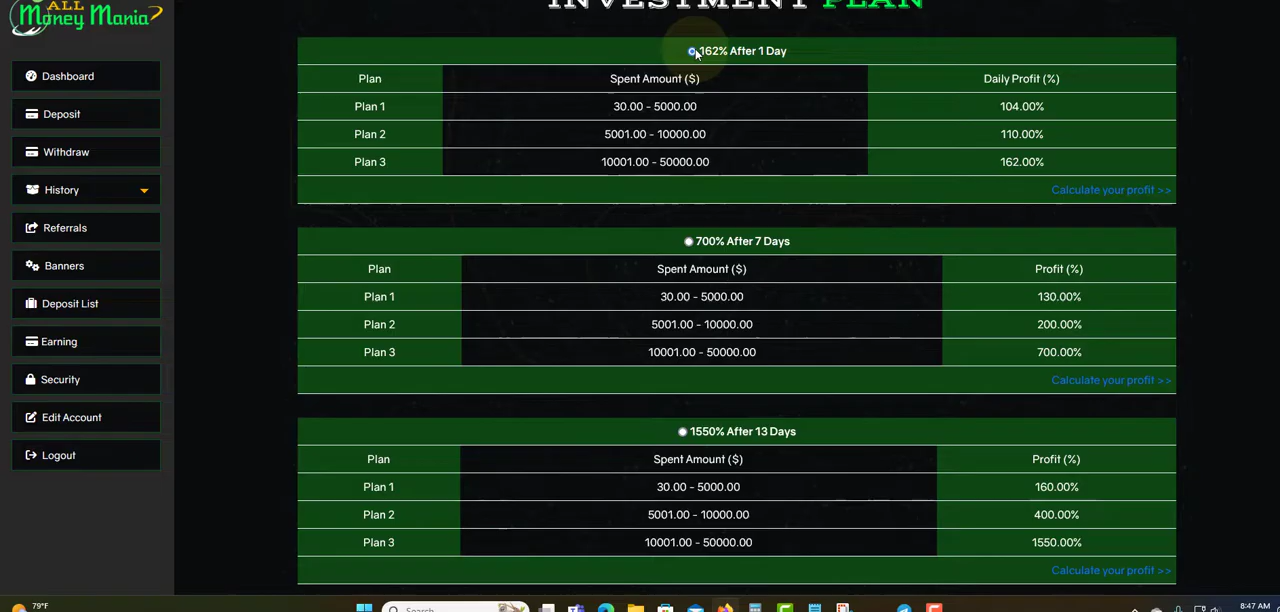 INVESTMENT PLAN
ALL
Money Mania
Dashboard
Deposit
Withdraw
History
Referrals
Banners
Deposit List
Earning
Security
Edit Account
Logout
162% After 1 Day
Plan Spent Amount ($) Daily Profit (%)
Plan 1 30.00 - 5000.00 104.00%
Plan 2 5001.00 - 10000.00 110.00%
Plan 3 10001.00 - 50000.00 162.00%
Calculate your profit >>
700% After 7 Days
Plan Spent Amount ($) Profit (%)
Plan 1 30.00 - 5000.00 130.00%
Plan 2 5001.00 - 10000.00 200.00%
Plan 3 10001.00 - 50000.00 700.00%
Calculate your profit >>
1550% After 13 Days
Plan Spent Amount ($) Profit (%)
Plan 1 30.00 - 5000.00 160.00%
Plan 2 5001.00 - 10000.00 400.00%
Plan 3 10001.00 - 50000.00 1550.00%
Calculate your profit >>
79°F
Search
8:47 AM